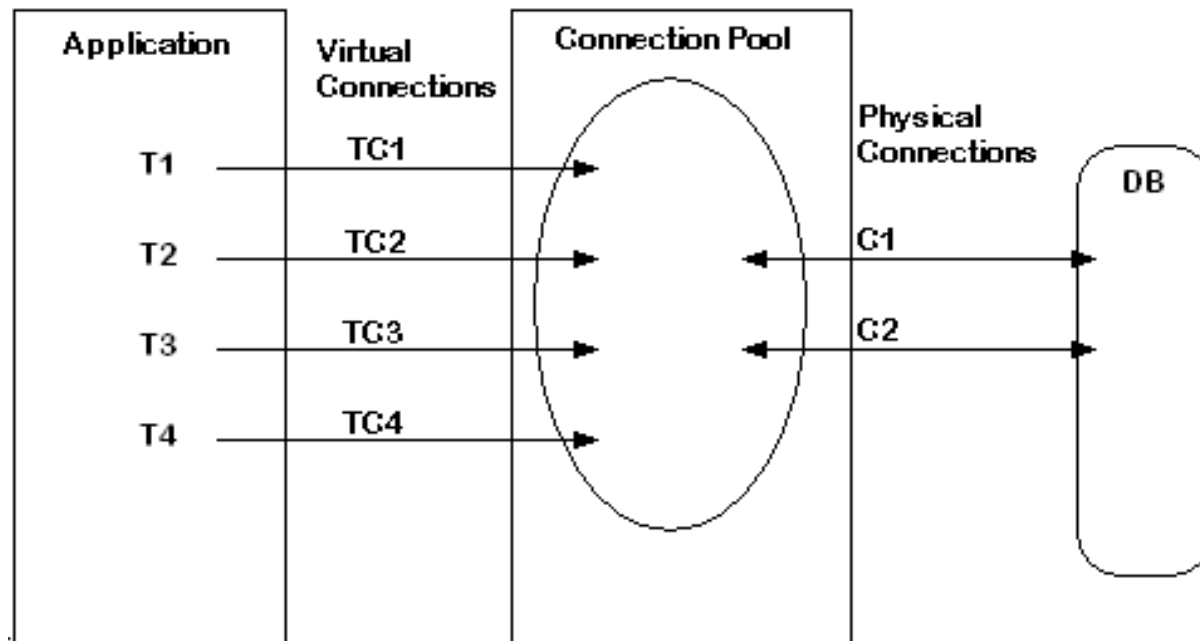 Application
Virtual
Connections
Connection Pool
Physical
Connections
DB
T1
TC1
T2
TC2
C1
T3
TC3
C2
T4
TC4